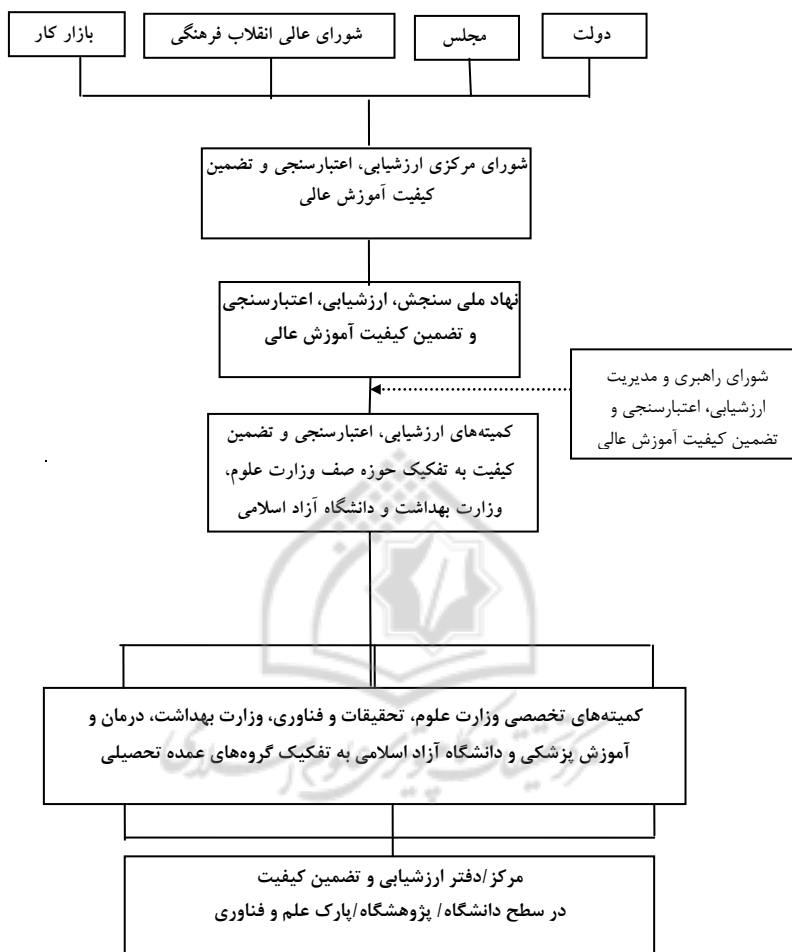 دولت
مجلس
شورای عالی انقلاب فرهنگی
بازار کار
شورای مرکزی ارزشیابی، اعتبارسنجی و تضمین
کیفیت آموزش عالی
نهاد ملی سنجش، ارزشیابی، اعتبارسنجی
و تضمین کیفیت آموزش عالی
شورای راهبری و مدیریت
ارزشیابی، اعتبارسنجی و
تضمین کیفیت آموزش عالی
کمیته‌های ارزشیابی، اعتبارسنجی و تضمین
کیفیت به تفکیک حوزه صف وزارت علوم،
وزارت بهداشت و دانشگاه آزاد اسلامی
کمیته‌های تخصصی وزارت علوم، تحقیقات و فناوری، وزارت بهداشت، درمان و
آموزش پزشکی و دانشگاه آزاد اسلامی به تفکیک گروه‌های عمده تحصیلی
مرکز/دفتر ارزشیابی و تضمین کیفیت
در سطح دانشگاه/ پژوهشگاه/پارک علم و فناوری